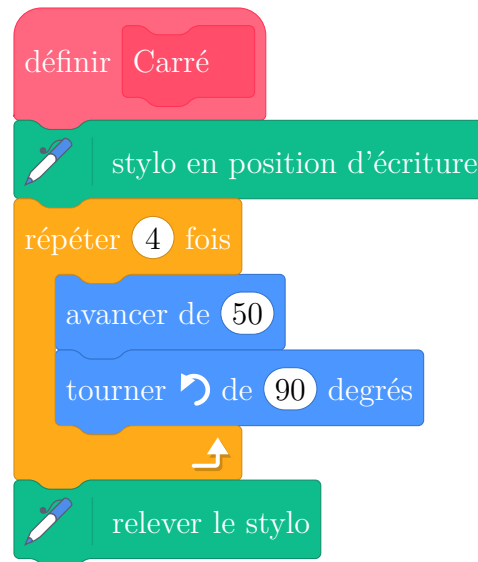 définir Carré
stylo en position d'écriture
répéter 4 fois
avancer de 50
tourner de 90 degrés
relever le stylo